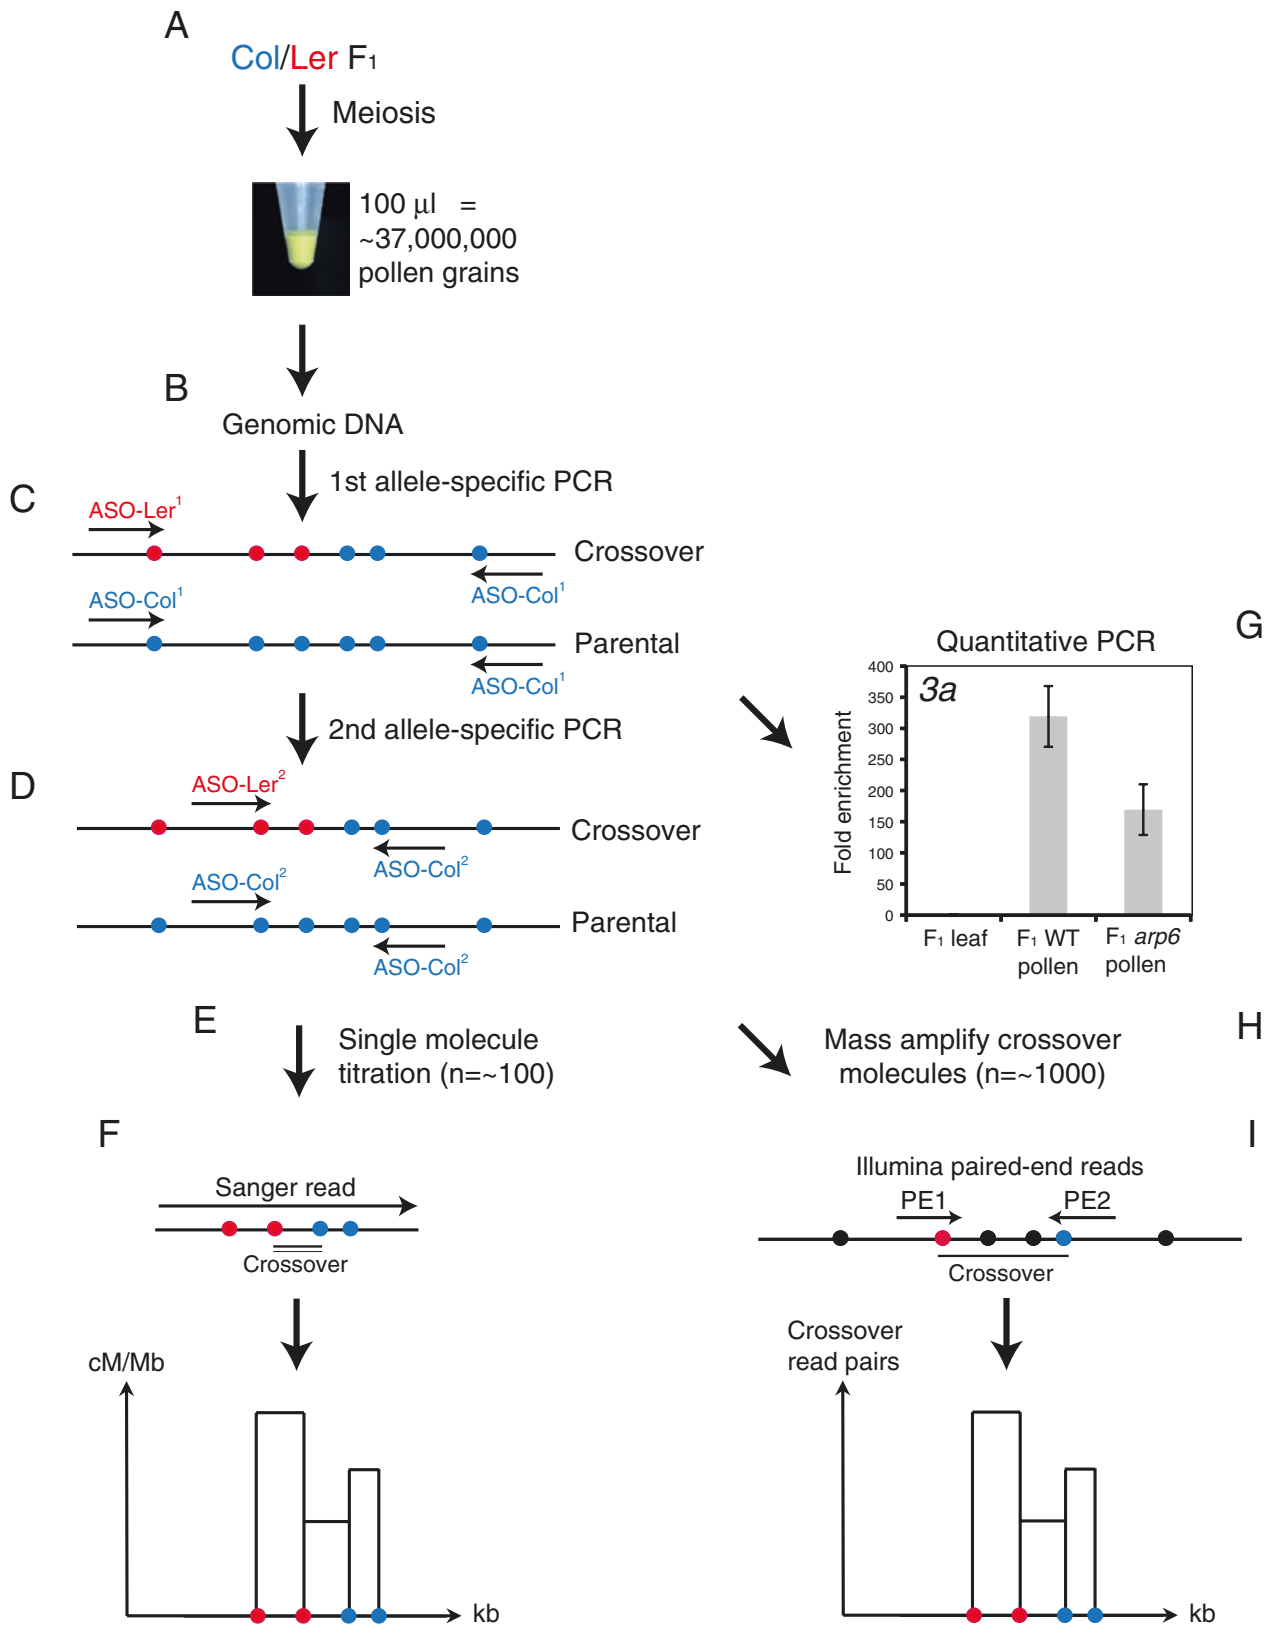 A
Col/Ler F1
Meiosis
100 µl =
~37,000,000
pollen grains
B
Genomic DNA
1st allele-specific PCR
C
ASO-Ler1
Crossover
ASO-Col1
ASO-Col1
Parental
ASO-Col1
2nd allele-specific PCR
D
ASO-Ler2
Crossover
ASO-Col2
ASO-Col2
Parental
ASO-Col2
G
Quantitative PCR
3a
Fold enrichment
400
350
300
250
200
150
100
50
0
F1 leaf
F1 WT
pollen
F1 arp6
pollen
E
Single molecule
titration (n=~100)
H
Mass amplify crossover
molecules (n=~1000)
F
Sanger read
Crossover
cM/Mb
kb
I
Illumina paired-end reads
PE1
PE2
Crossover
Crossover
read pairs
kb